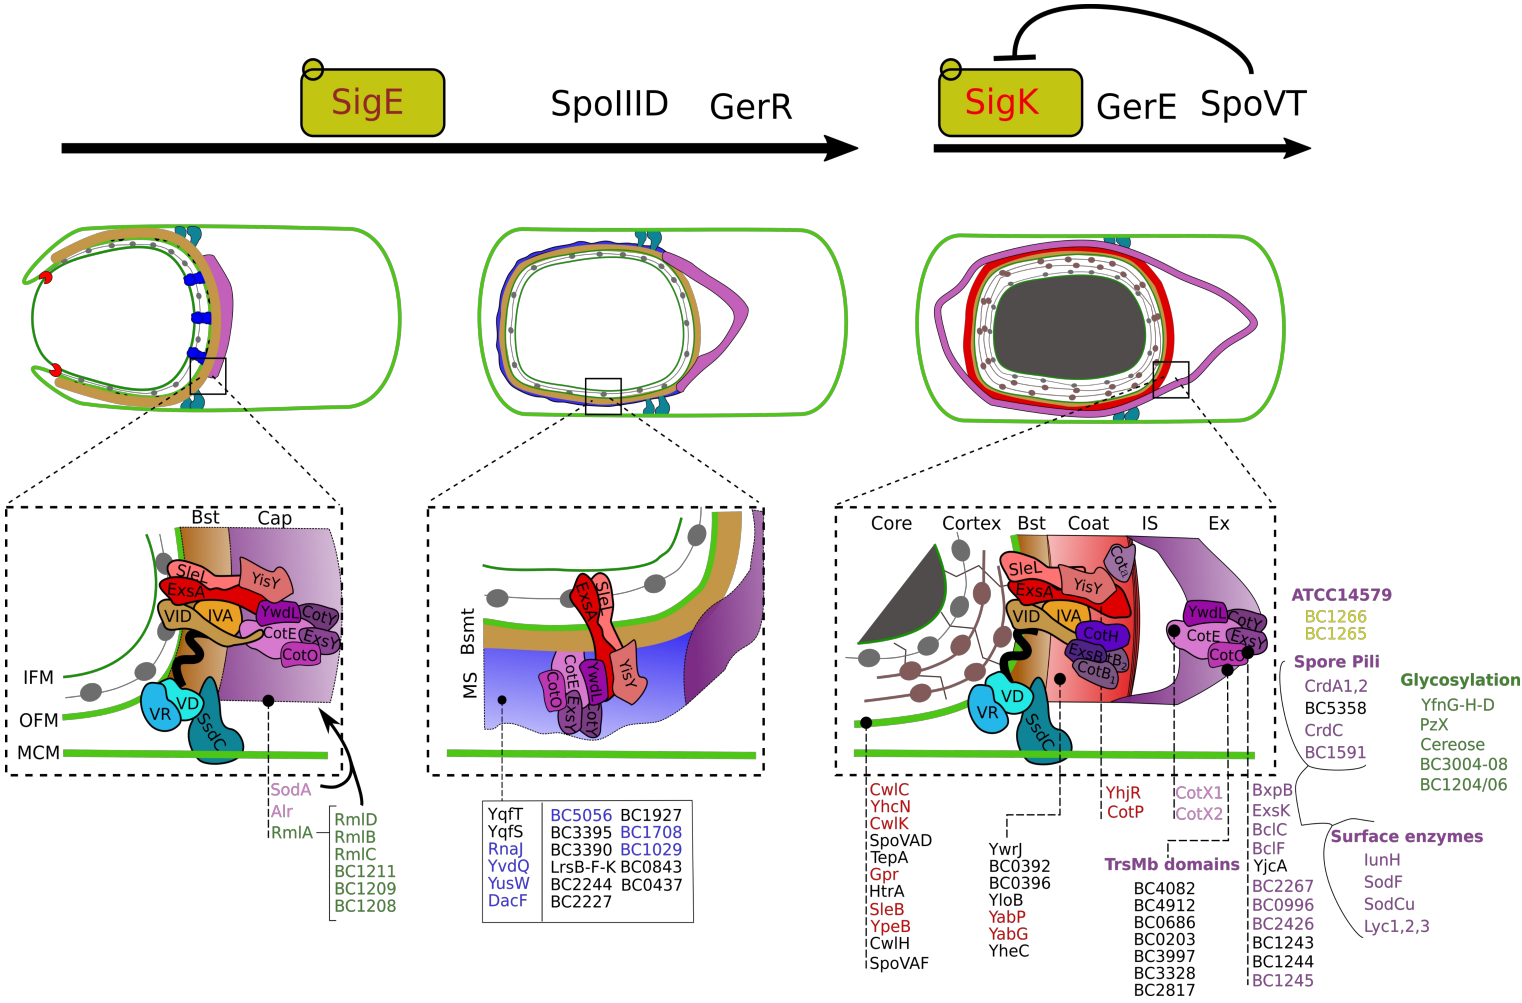 SigE
SpoIIID
GerR
SigK
GerE
SpoVT
Bst
Cap
SleL
YisY
ExsA
VID
IVA
YwdL
CotY
CotE
ExsY
CotO
VR
VD
SsdC
IFM
OFM
MCM
SodA
Alr
RmlA
RmlD
RmlB
RmlC
BC1211
BC1209
BC1208
Bsmt
MS
ExsA
SleL
YisY
CotE
YwdL
CotO
ExsY
CotY
YqfT
YqfS
RnaJ
YvdQ
YusW
DacF
BC5056 BC1927
BC3395 BC1708
BC3390 BC1029
LrsB-F-K BC0843
BC2244 BC0437
BC2227
Core
Cortex
Bst
Coat
IS
Ex
SleL
YisY
ExsA
VID
IVA
CotH
ExsB
tB2
CotB1
YwdL
CotY
CotE
ExsY
CotO
VR
VD
SsdC
CwlC
YhcN
CwlK
SpoVAD
TepA
Gpr
HtrA
SleB
YpeB
CwlH
SpoVAF
YwrJ
BC0392
BC0396
YloB
YabP
YabG
YheC
YhjR
CotP
CotX1
CotX2
TrsMb domains
BC4082
BC4912
BC0686
BC0203
BC3997
BC3328
BC2817
BxpB
ExsK
BclC
BclF
YjcA
BC2267
BC0996
BC2426
BC1243
BC1244
BC1245
ATCC14579
BC1266
BC1265
Spore Pili
CrdA1,2
BC5358
CrdC
BC1591
Glycosylation
YfnG-H-D
PzX
Cereose
BC3004-08
BC1204/06
Surface enzymes
IunH
SodF
SodCu
Lyc1,2,3